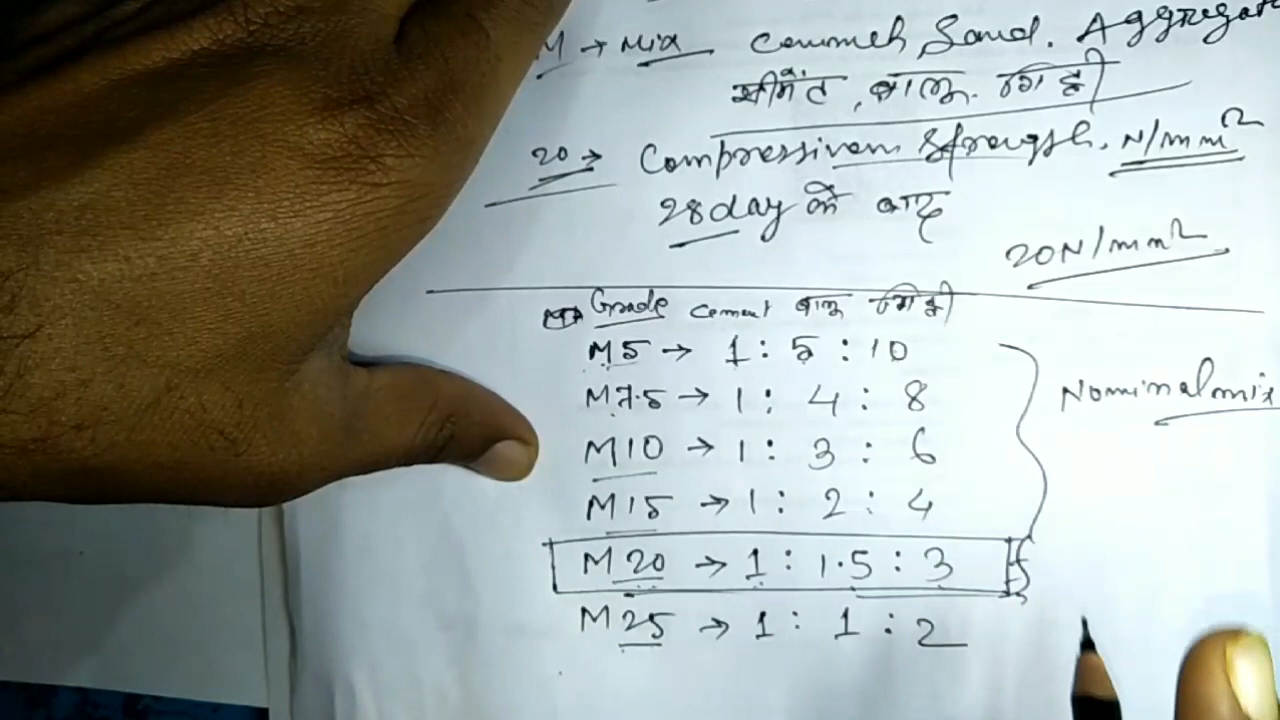 M → Mix Cemmeh, Sand. Aggregate
सीमेंट, बालू. गिट्टी
20 → Compressivem Strength. N/mm²
28day के बाद
20N/mm²
Grade cement बालू गिट्टी
M5 → 1 : 5 : 10
M7.5 → 1 : 4 : 8
Nominal mix
M10 → 1 : 3 : 6
M15 → 1 : 2 : 4
M20 → 1 : 1.5 : 3
M25 → 1 : 1 : 2